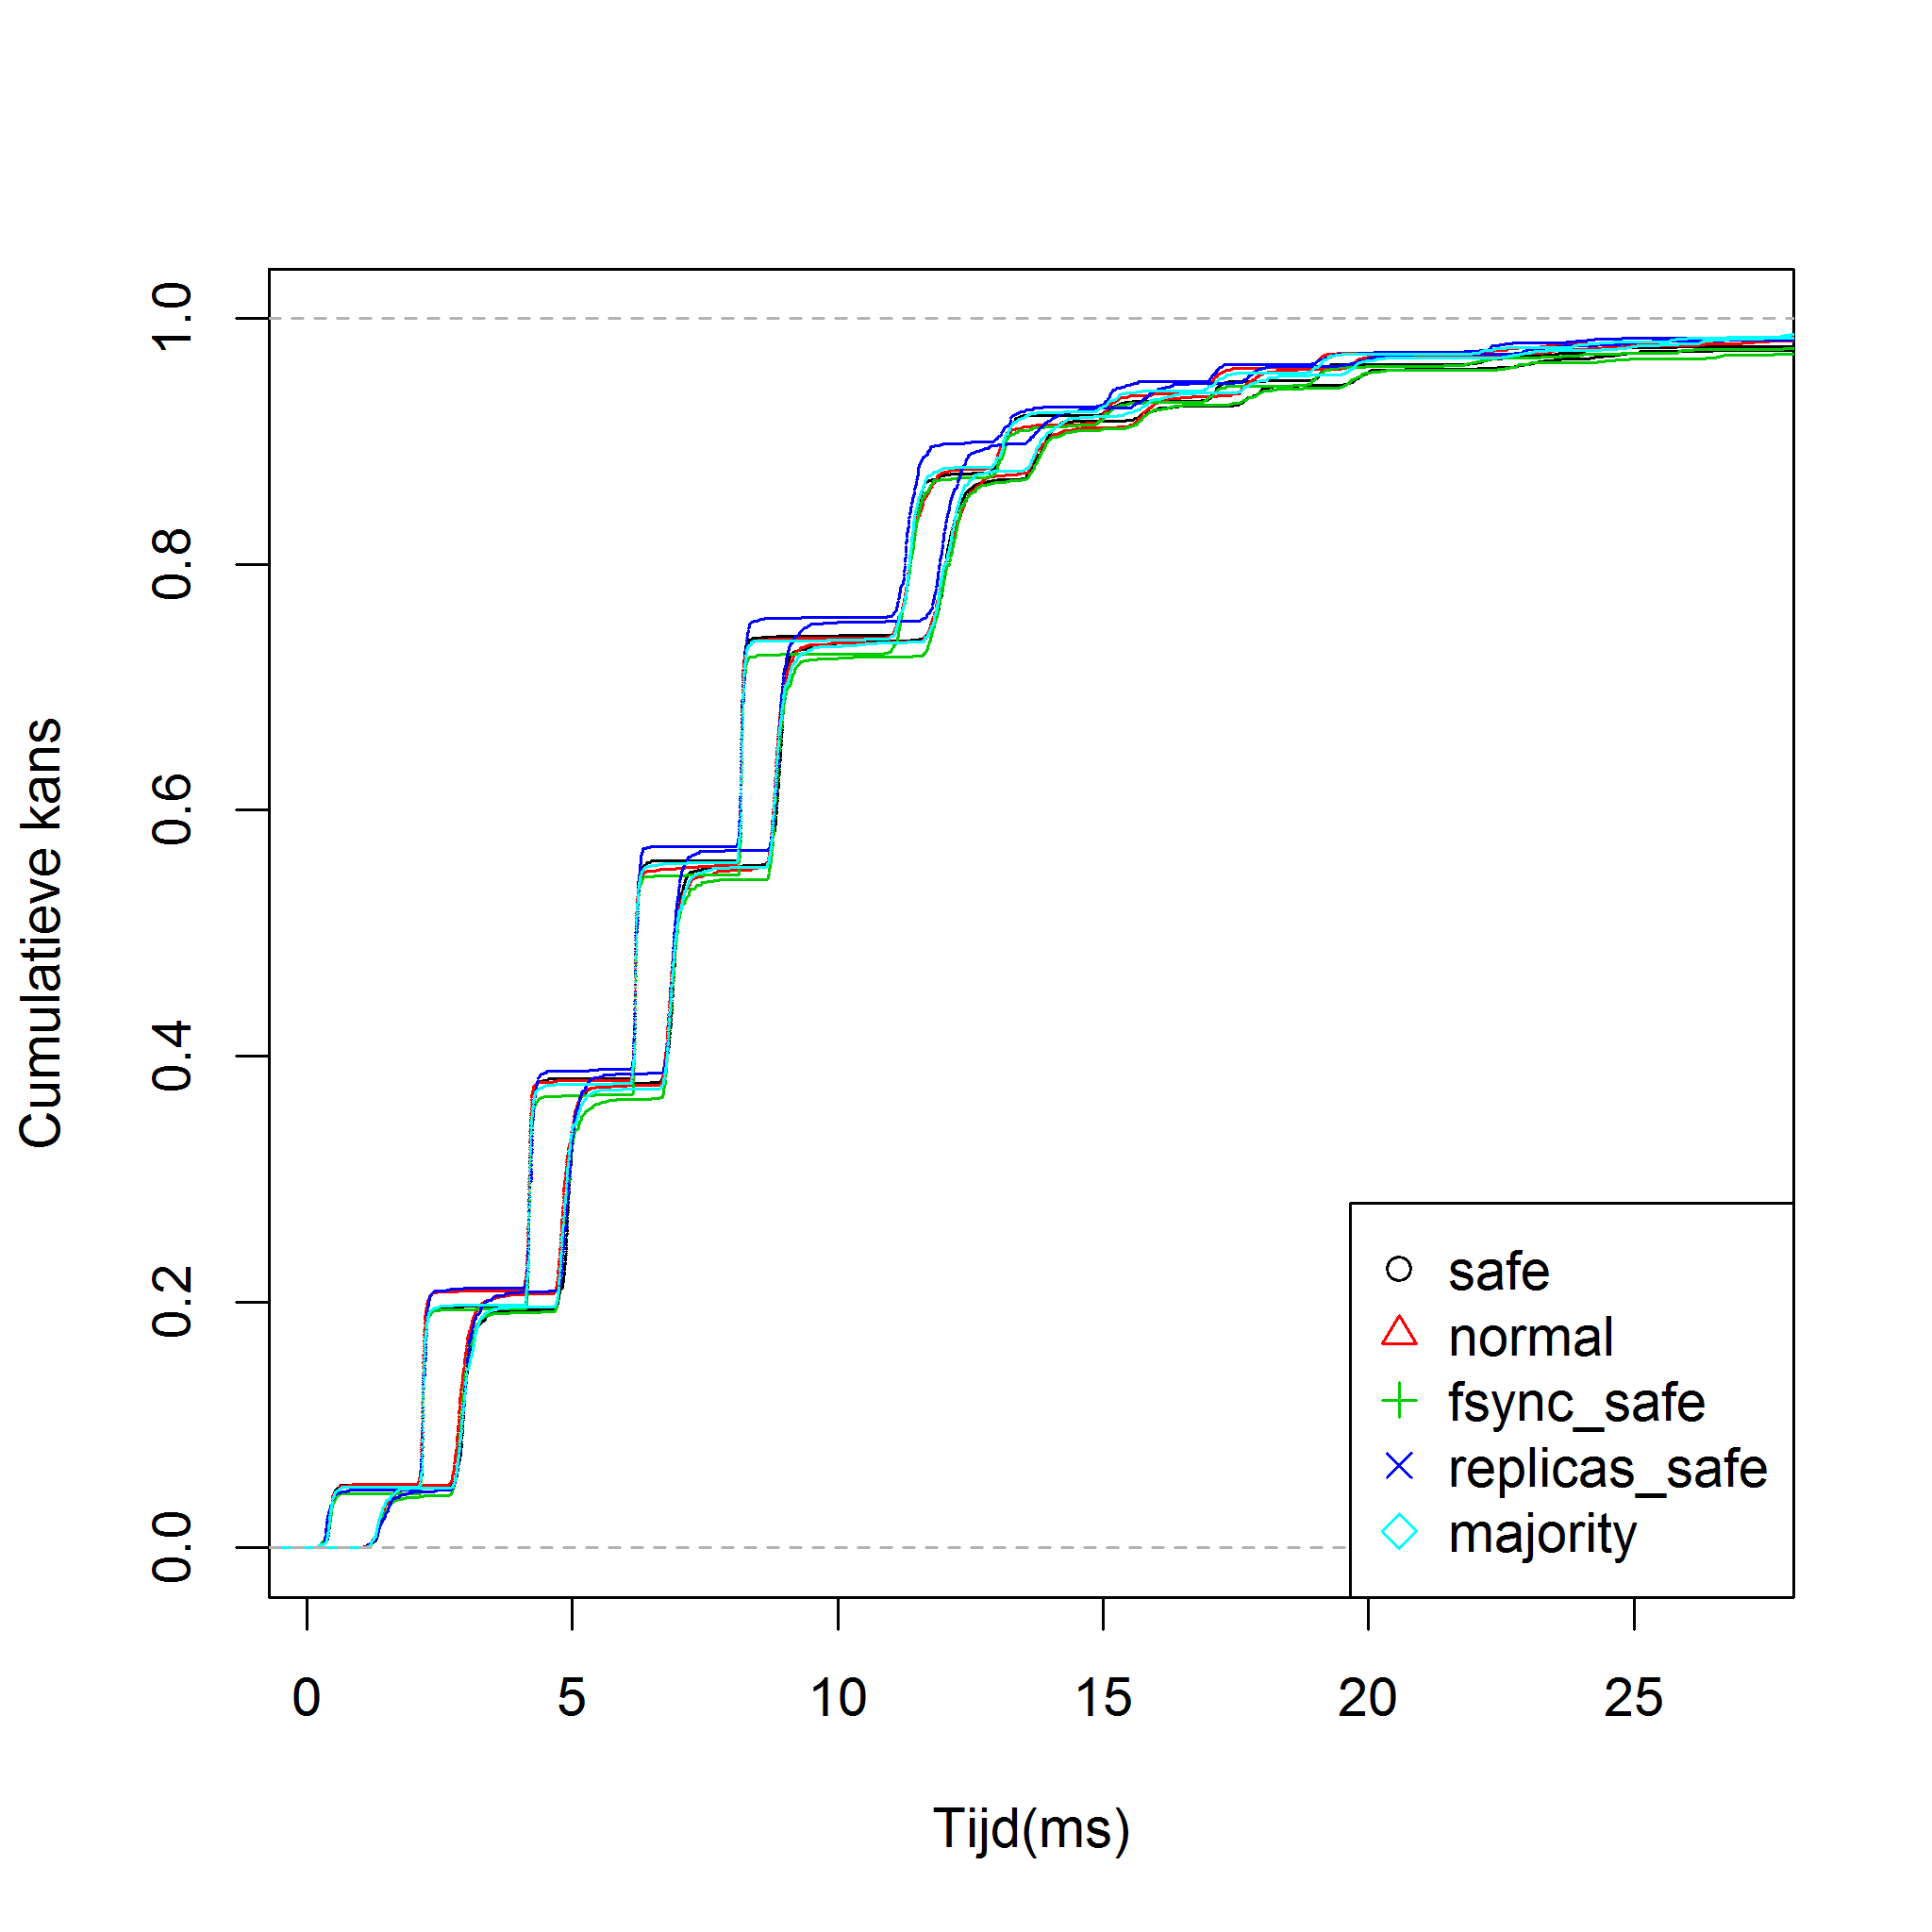 Cumulatieve kans
1.0
0.8
0.6
0.4
0.2
0.0
0 5 10 15 20 25
Tijd(ms)
safe
normal
fsync_safe
replicas_safe
majority